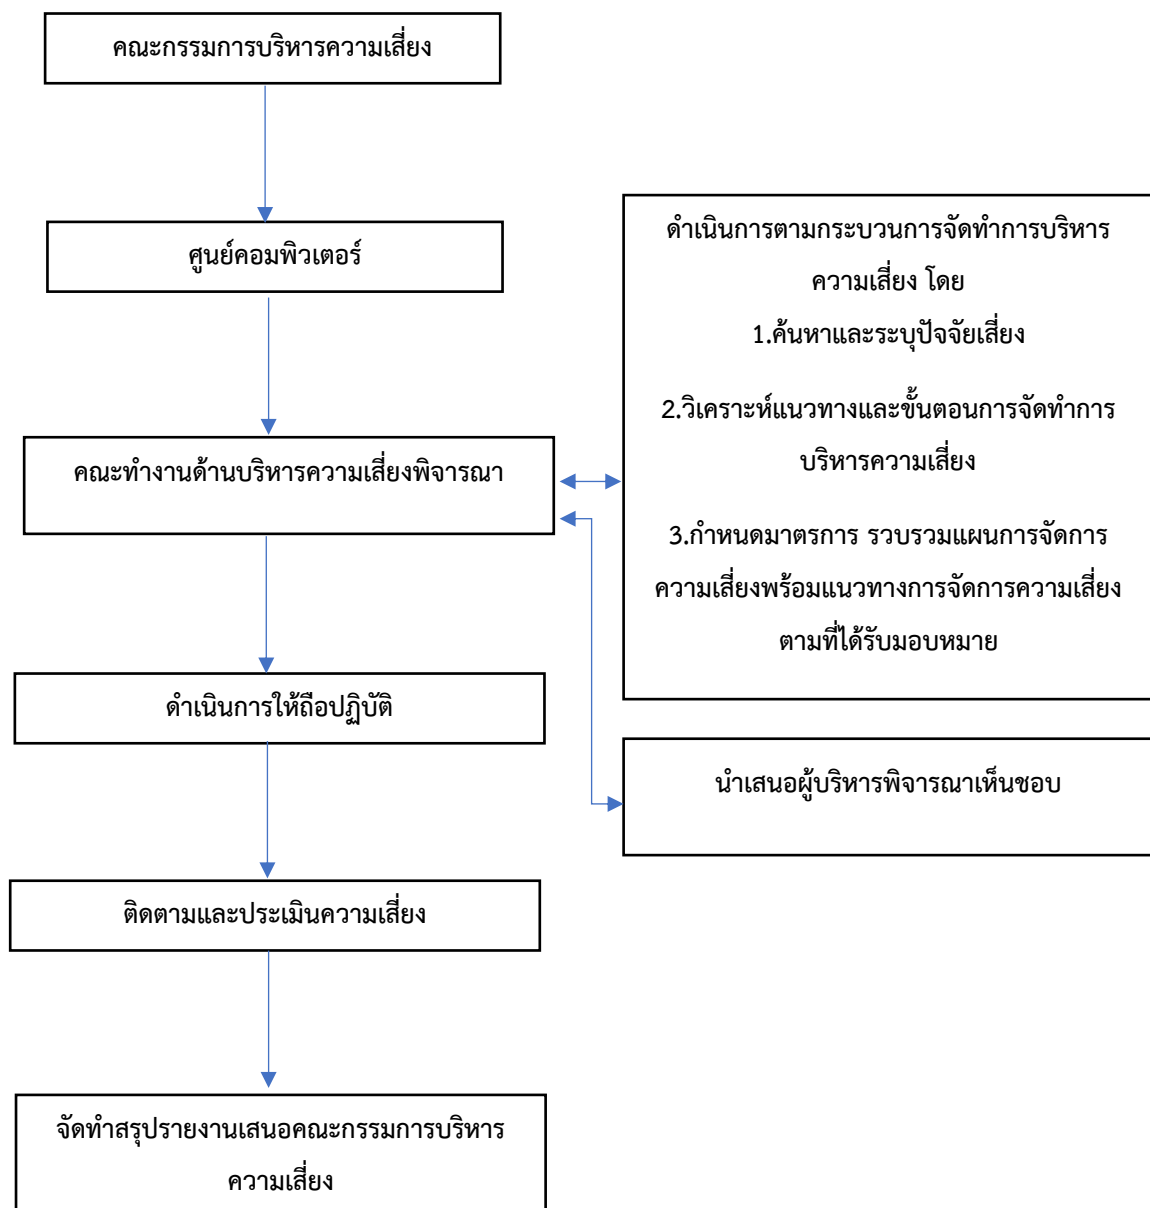 คณะกรรมการบริหารความเสี่ยง
ศูนย์คอมพิวเตอร์
คณะทำงานด้านบริหารความเสี่ยงพิจารณา
ดำเนินการตามกระบวนการจัดทำการบริหาร
ความเสี่ยง โดย
1.ค้นหาและระบุปัจจัยเสี่ยง
2.วิเคราะห์แนวทางและขั้นตอนการจัดทำการ
บริหารความเสี่ยง
3.กำหนดมาตรการ รวบรวมแผนการจัดการ
ความเสี่ยงพร้อมแนวทางการจัดการความเสี่ยง
ตามที่ได้รับมอบหมาย
นำเสนอผู้บริหารพิจารณาเห็นชอบ
ดำเนินการให้ถือปฏิบัติ
ติดตามและประเมินความเสี่ยง
จัดทำสรุปรายงานเสนอคณะกรรมการบริหาร
ความเสี่ยง